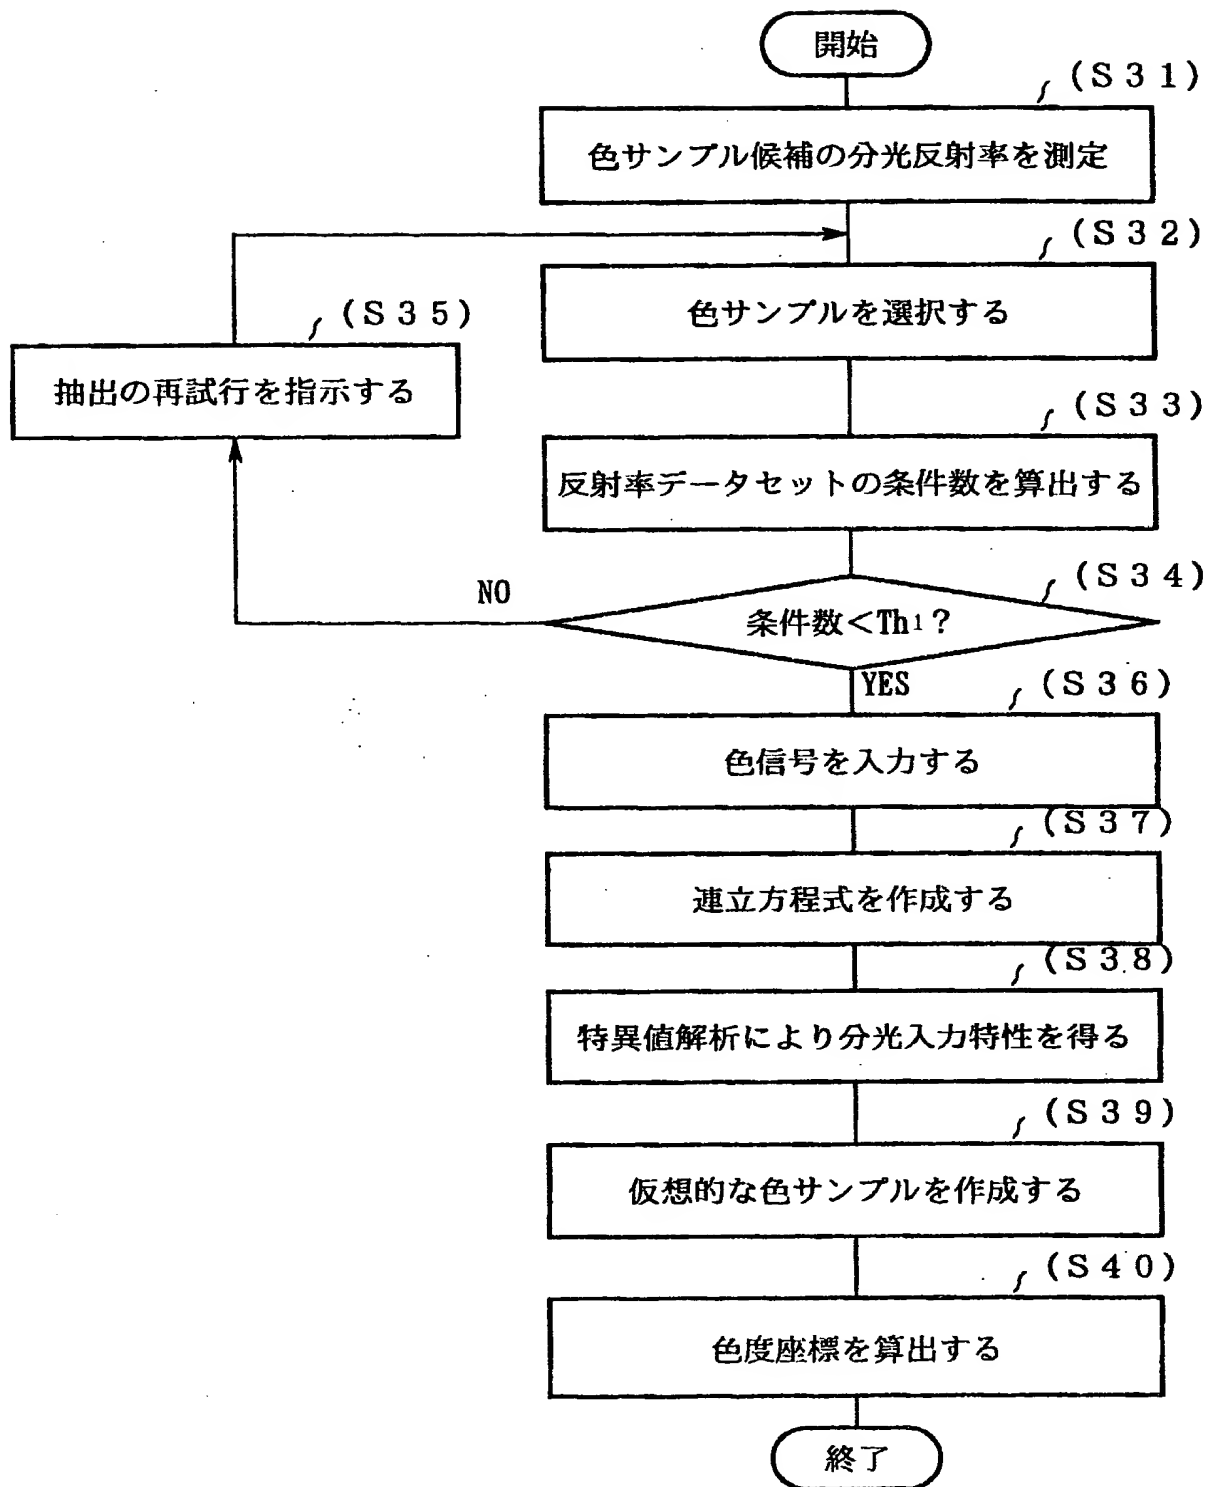 開始
(S31)
色サンプル候補の分光反射率を測定
(S32)
色サンプルを選択する
(S35)
抽出の再試行を指示する
(S33)
反射率データセットの条件数を算出する
(S34)
NO
条件数<Th1?
YES
(S36)
色信号を入力する
(S37)
連立方程式を作成する
(S38)
特異値解析により分光入力特性を得る
(S39)
仮想的な色サンプルを作成する
(S40)
色度座標を算出する
終了